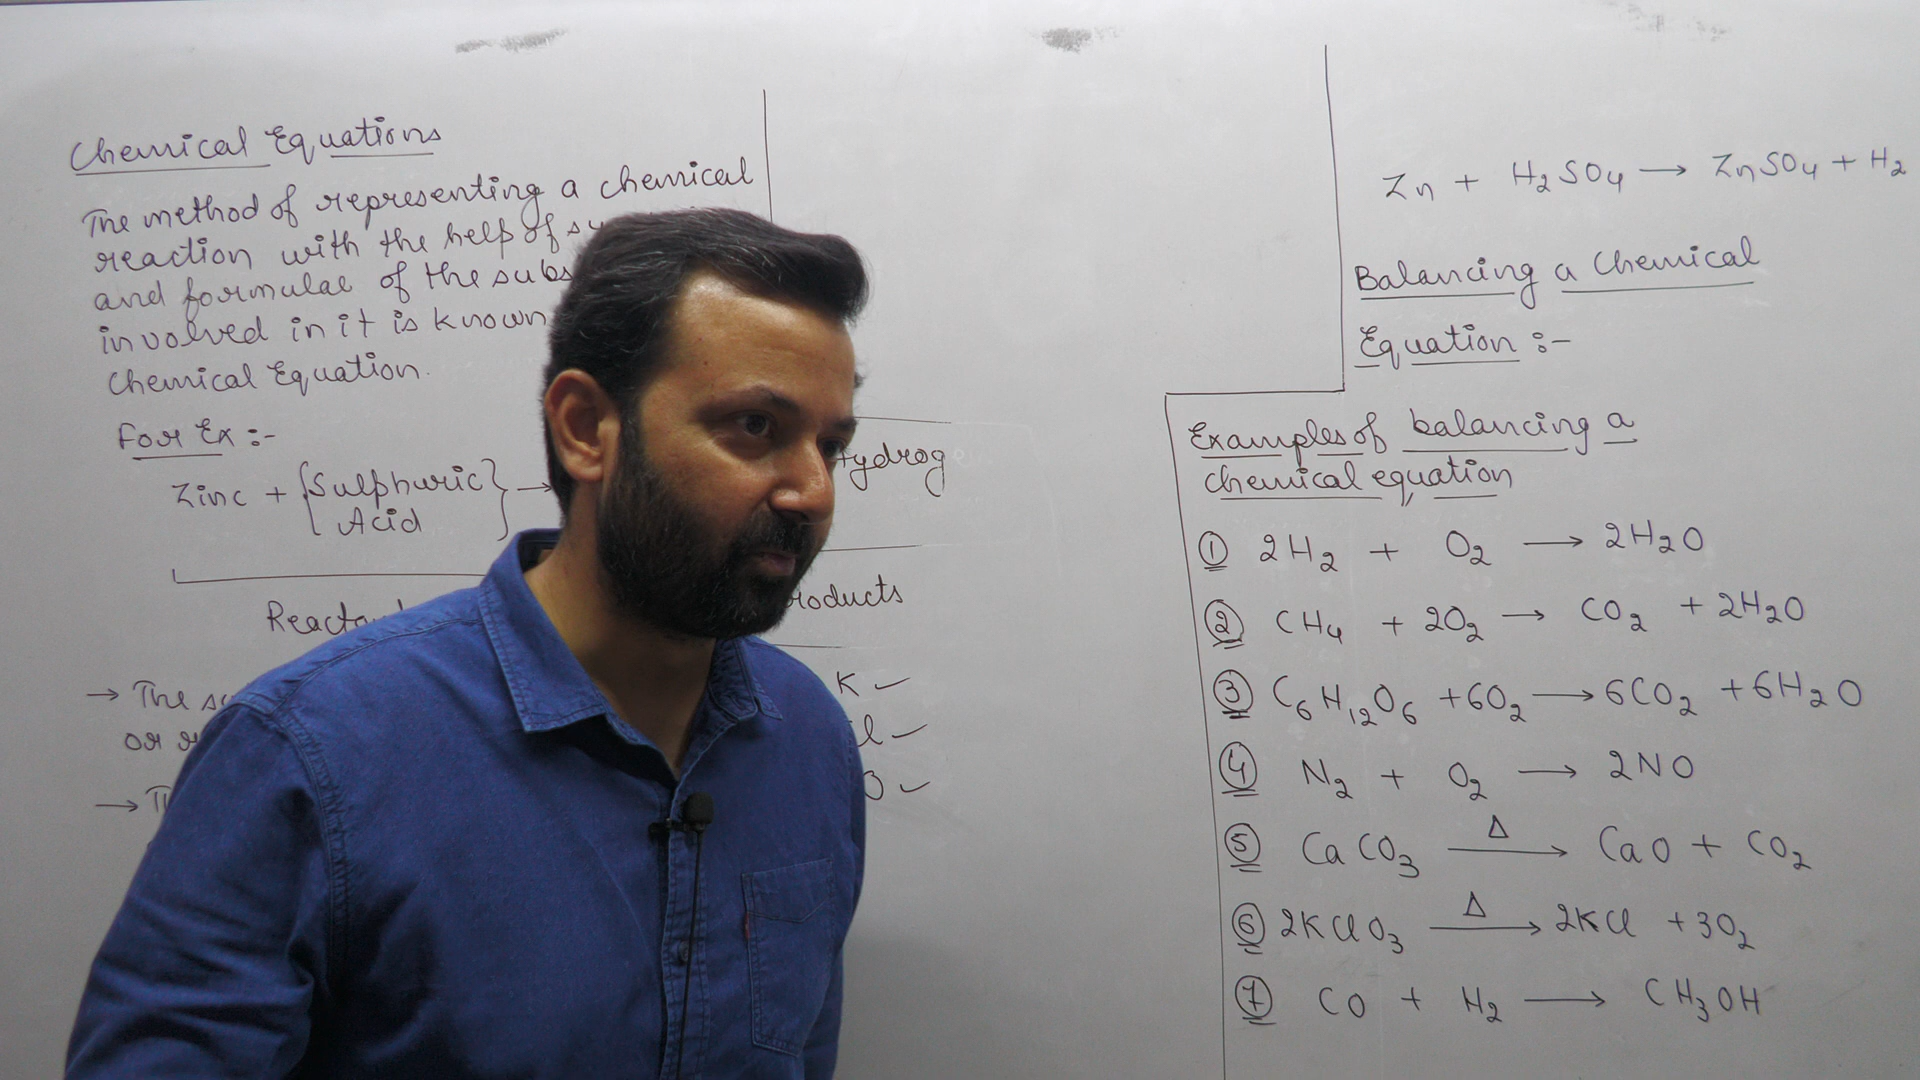 Chemical Equations
The method of representing a chemical
reaction with the help of
and formulae of the
involved in it is known
Chemical Equation.
For Ex :-
Zinc + {Sulphuric
Acid} →
Hydrog
→ The
or
→
K ✓
✓
O ✓
Zn + H₂SO₄ → ZnSO₄ + H₂
Balancing a Chemical
Equation :-
Examples of balancing a
chemical equation
① 2H₂ + O₂ → 2H₂O
② CH₄ + 2O₂ → CO₂ + 2H₂O
③ C₆H₁₂O₆ + 6O₂ → 6CO₂ + 6H₂O
④ N₂ + O₂ → 2NO
⑤ CaCO₃ —Δ→ CaO + CO₂
⑥ 2KClO₃ —Δ→ 2KCl + 3O₂
⑦ CO + H₂ → CH₃OH